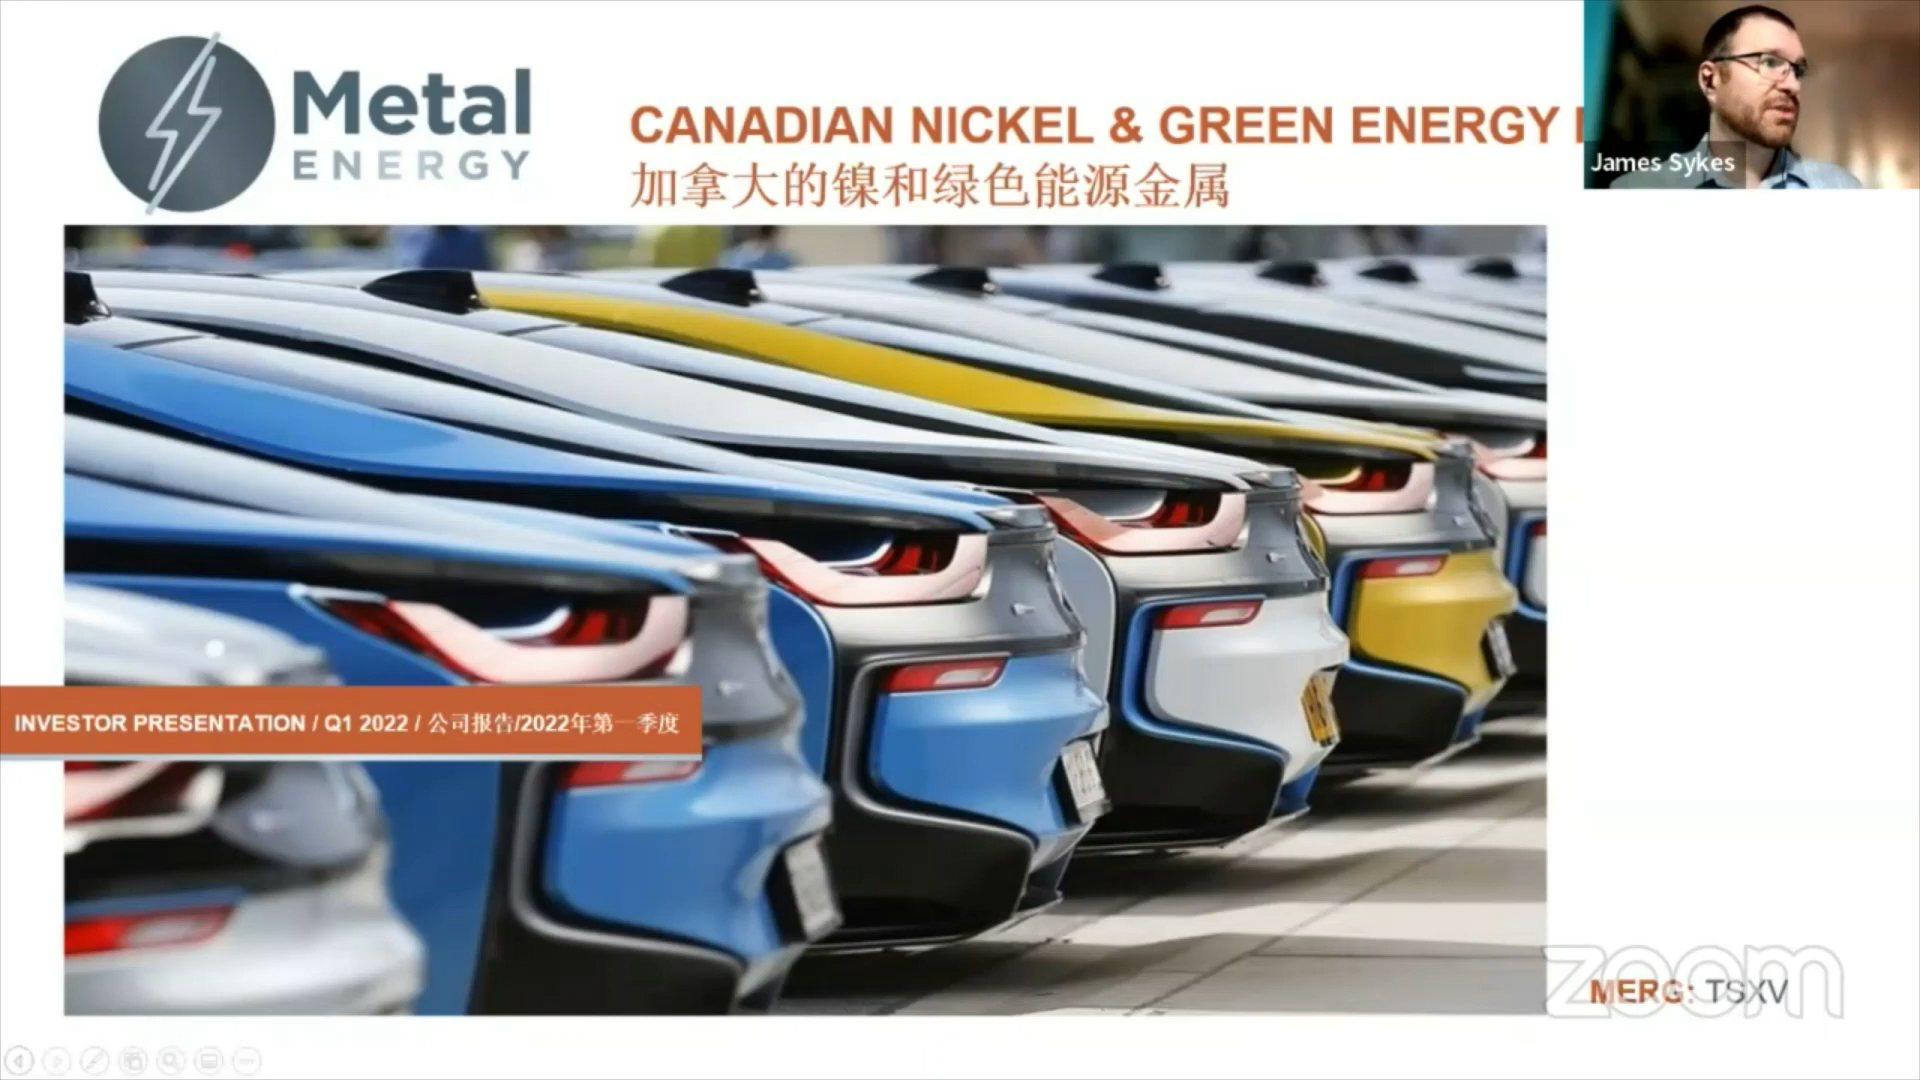 Metal
ENERGY
CANADIAN NICKEL & GREEN ENERGY
加拿大的镍和绿色能源金属
James Sykes
INVESTOR PRESENTATION / Q1 2022 / 公司报告/2022年第一季度
zoom
MERG: TSXV